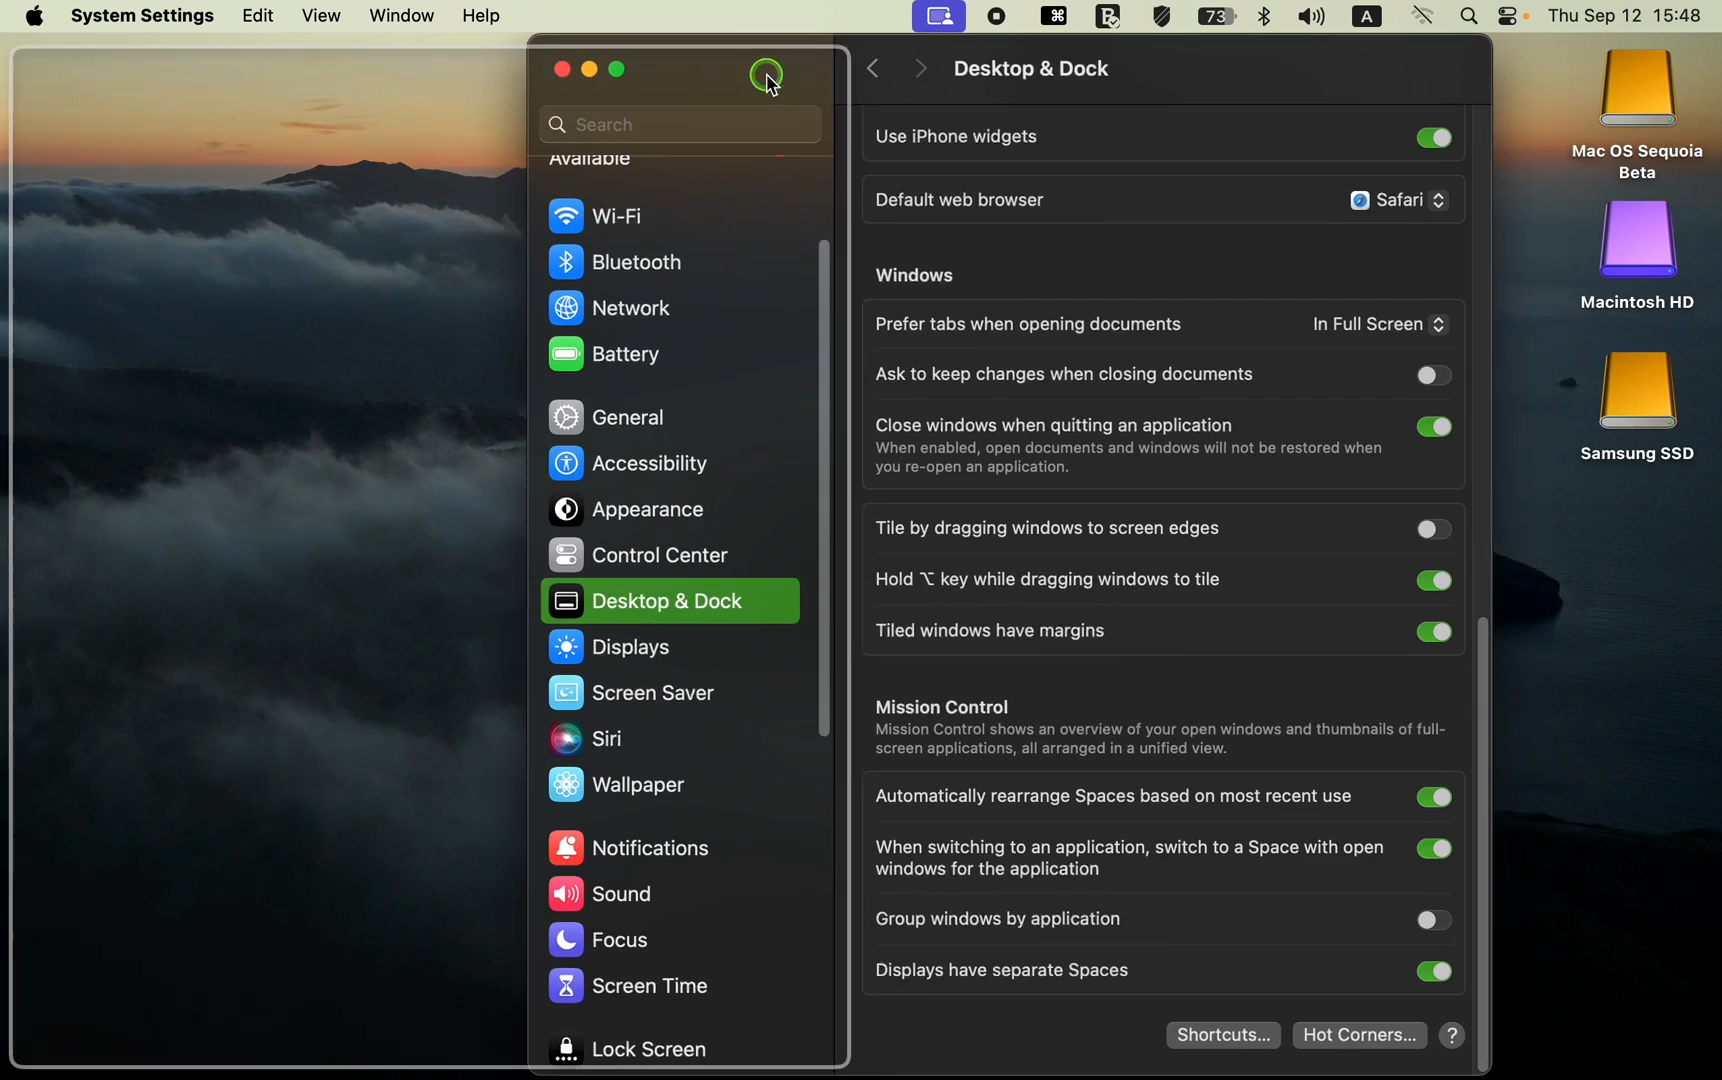 System Settings Edit View Window Help
73 A Thu Sep 12 15:48
Desktop & Dock
Search
Available
Wi-Fi
Bluetooth
Network
Battery
General
Accessibility
Appearance
Control Center
Desktop & Dock
Displays
Screen Saver
Siri
Wallpaper
Notifications
Sound
Focus
Screen Time
Lock Screen
Use iPhone widgets
Default web browser Safari
Windows
Prefer tabs when opening documents In Full Screen
Ask to keep changes when closing documents
Close windows when quitting an application
When enabled, open documents and windows will not be restored when
you re-open an application.
Tile by dragging windows to screen edges
Hold ⌥ key while dragging windows to tile
Tiled windows have margins
Mission Control
Mission Control shows an overview of your open windows and thumbnails of full-
screen applications, all arranged in a unified view.
Automatically rearrange Spaces based on most recent use
When switching to an application, switch to a Space with open
windows for the application
Group windows by application
Displays have separate Spaces
Shortcuts... Hot Corners... ?
Mac OS Sequoia
Beta
Macintosh HD
Samsung SSD